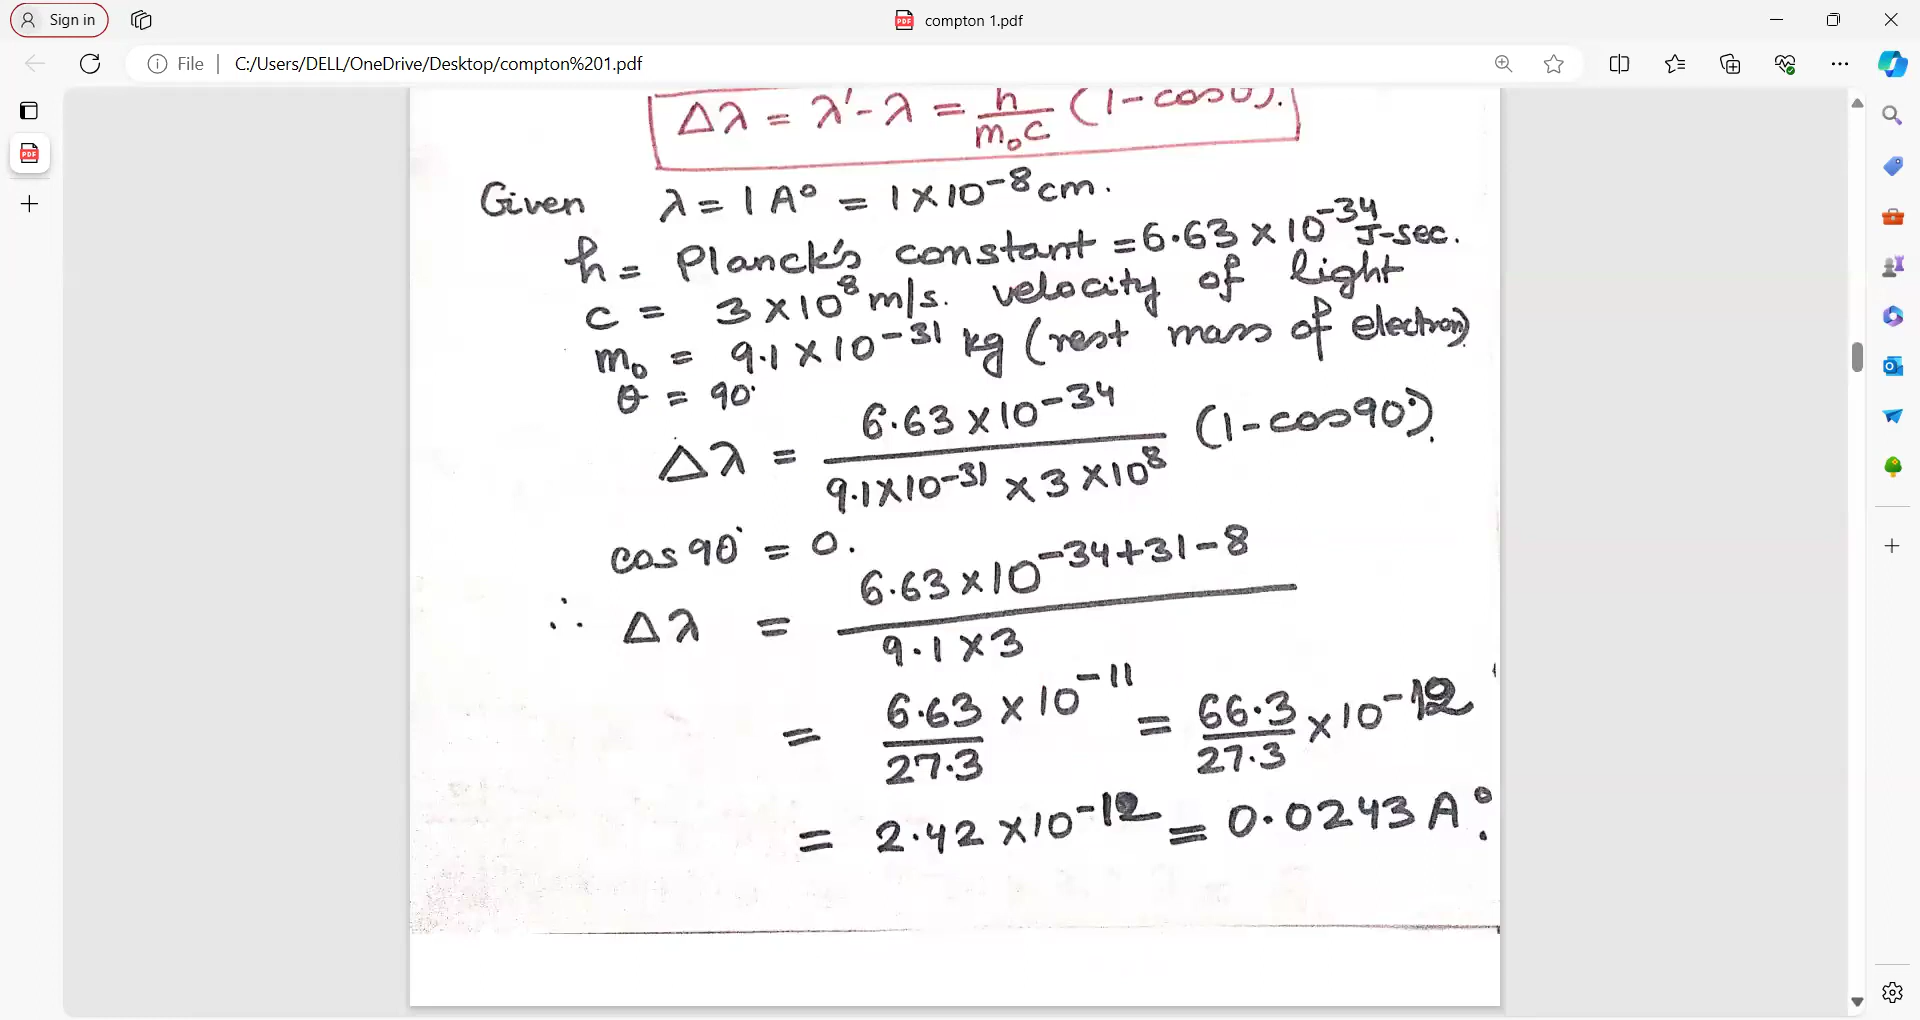 Sign in
compton 1.pdf
File
C:/Users/DELL/OneDrive/Desktop/compton%201.pdf
Δλ = λ' - λ = h/m₀c (1 - cosθ).
Given λ = 1 A° = 1 × 10⁻⁸ cm.
h = Planck's constant = 6.63 × 10⁻³⁴ J-sec.
c = 3 × 10⁸ m/s. velocity of light
m₀ = 9.1 × 10⁻³¹ kg (rest mass of electron)
θ = 90°
Δλ = 6.63 × 10⁻³⁴ / 9.1 × 10⁻³¹ × 3 × 10⁸ (1 - cos 90°).
cos 90° = 0.
∴ Δλ = 6.63 × 10⁻³⁴⁺³¹⁻⁸ / 9.1 × 3
= 6.63/27.3 × 10⁻¹¹ = 66.3/27.3 × 10⁻¹²
= 2.42 × 10⁻¹² = 0.0243 A°.